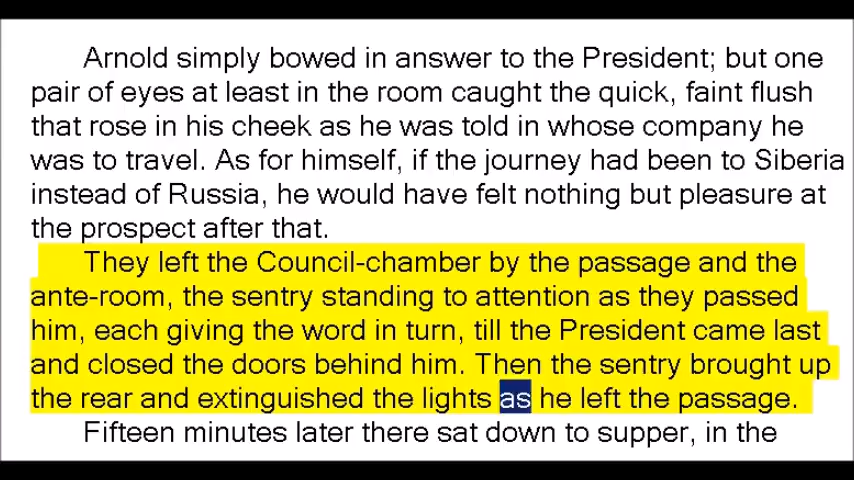 Arnold simply bowed in answer to the President; but one
pair of eyes at least in the room caught the quick, faint flush
that rose in his cheek as he was told in whose company he
was to travel. As for himself, if the journey had been to Siberia
instead of Russia, he would have felt nothing but pleasure at
the prospect after that.
They left the Council-chamber by the passage and the
ante-room, the sentry standing to attention as they passed
him, each giving the word in turn, till the President came last
and closed the doors behind him. Then the sentry brought up
the rear and extinguished the lights as he left the passage.
Fifteen minutes later there sat down to supper, in the